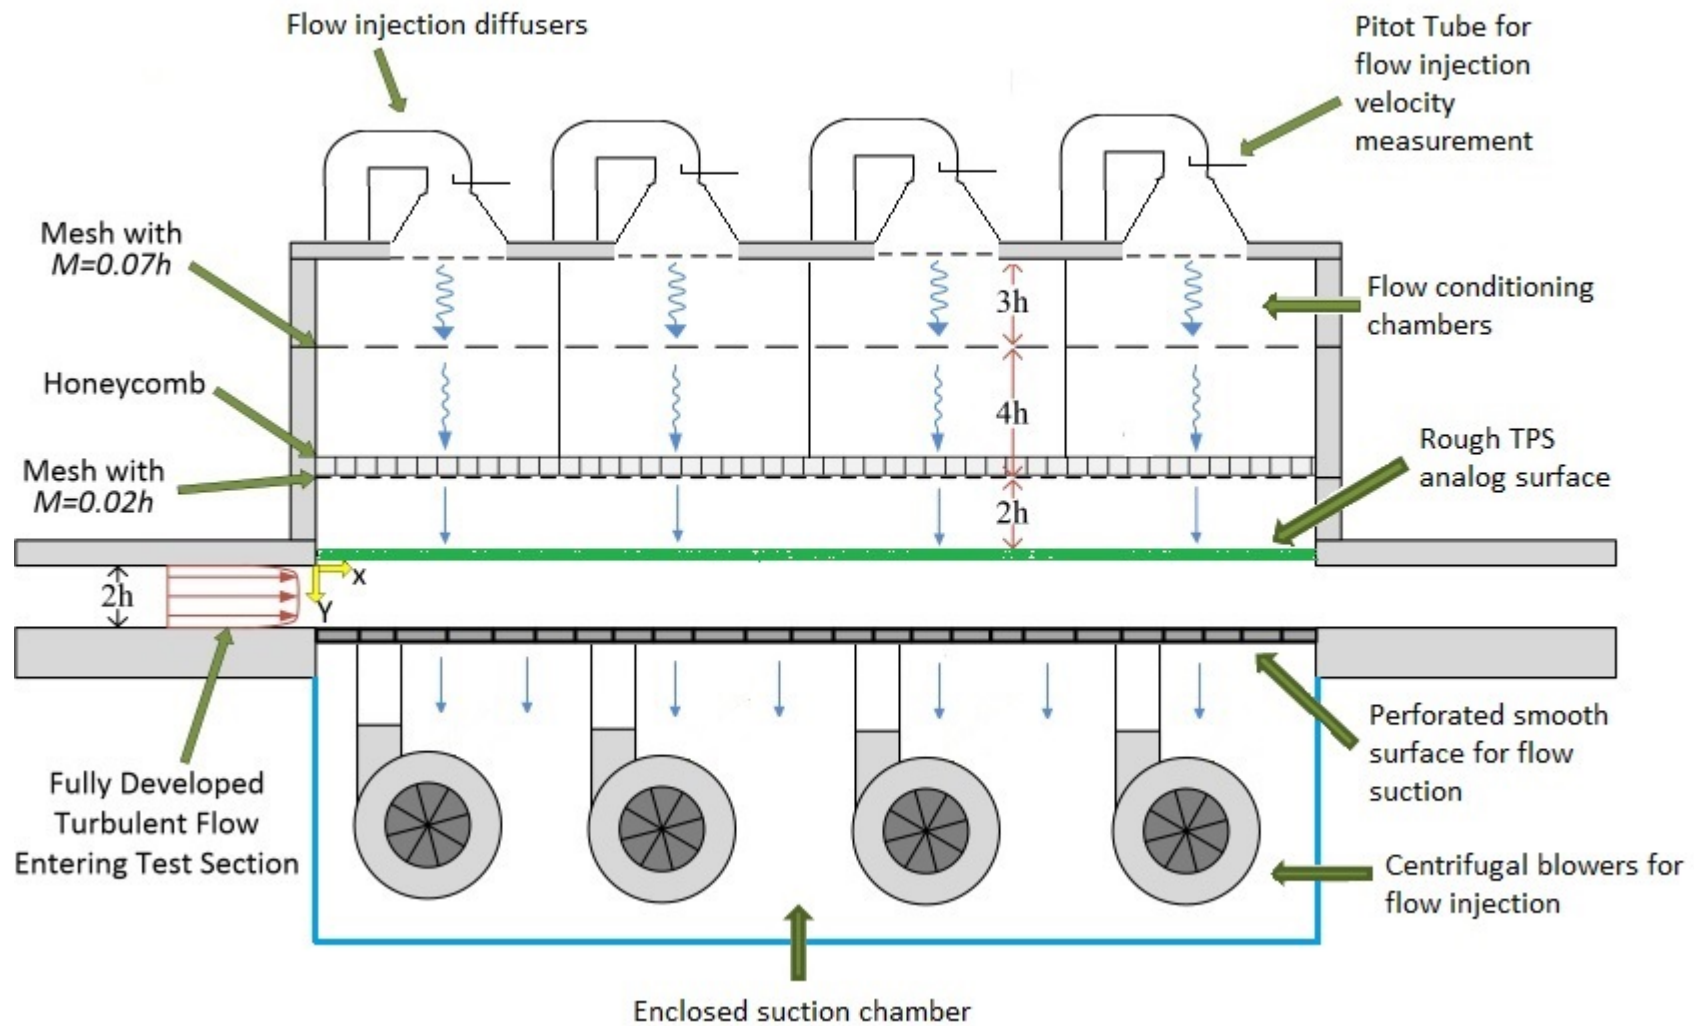 Flow injection diffusers
Pitot Tube for
flow injection
velocity
measurement
Mesh with
M=0.07h
3h
Flow conditioning
chambers
Honeycomb
4h
Rough TPS
analog surface
Mesh with
M=0.02h
2h
2h
x
Y
Perforated smooth
surface for flow
suction
Fully Developed
Turbulent Flow
Entering Test Section
Centrifugal blowers for
flow injection
Enclosed suction chamber